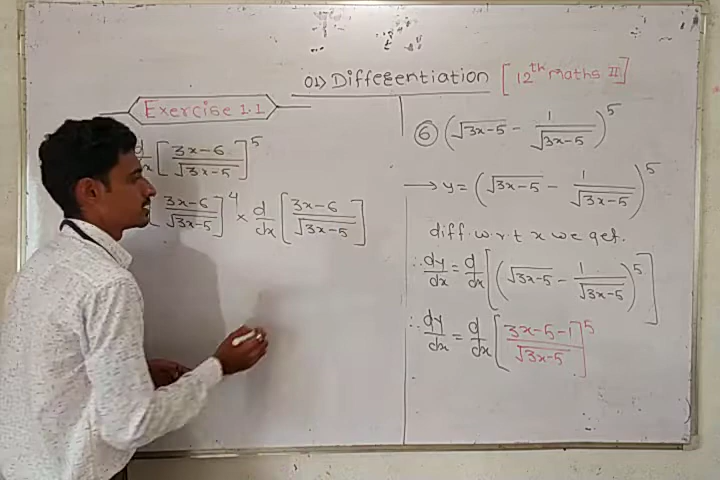 01) Differentiation [12th maths II]
Exercise 1.1
d/dx [(3x-6)/√(3x-5)]^5
[(3x-6)/√(3x-5)]^4 × d/dx [(3x-6)/√(3x-5)]
⑥ (√(3x-5) - 1/√(3x-5))^5
→ y = (√(3x-5) - 1/√(3x-5))^5
diff. w.r.t x we get.
∴ dy/dx = d/dx [(√(3x-5) - 1/√(3x-5))^5]
∴ dy/dx = d/dx [(3x-5-1)/√(3x-5)]^5